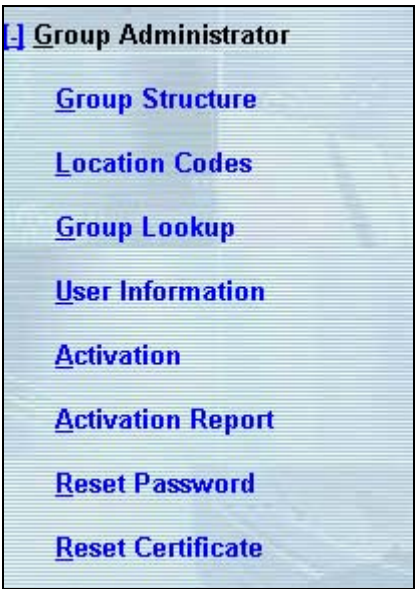 [-] Group Administrator
Group Structure
Location Codes
Group Lookup
User Information
Activation
Activation Report
Reset Password
Reset Certificate